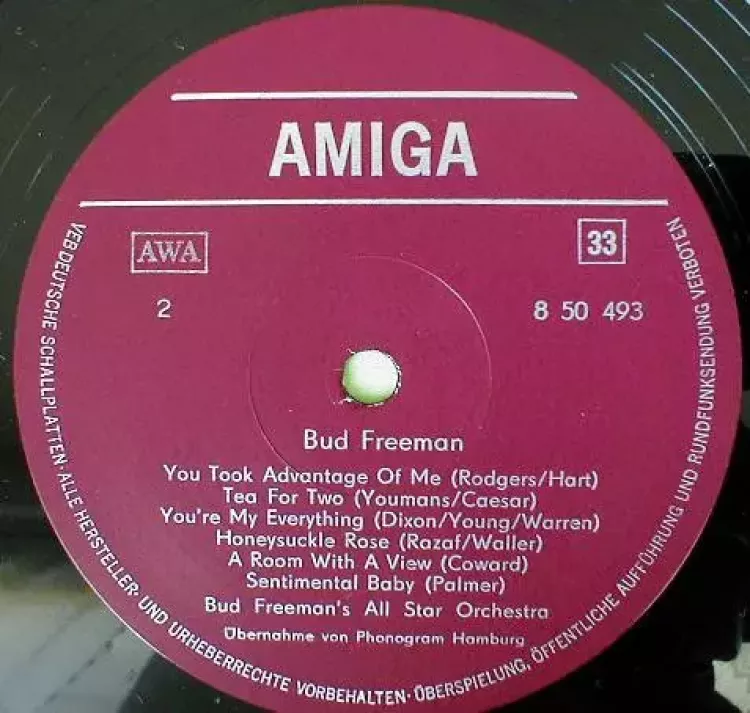 AMIGA
AWA
33
2
8 50 493
Bud Freeman
You Took Advantage Of Me (Rodgers/Hart)
Tea For Two (Youmans/Caesar)
You're My Everything (Dixon/Young/Warren)
Honeysuckle Rose (Razaf/Waller)
A Room With A View (Coward)
Sentimental Baby (Palmer)
Bud Freeman's All Star Orchestra
Übernahme von Phonogram Hamburg
VEB DEUTSCHE SCHALLPLATTEN · ALLE HERSTELLER- UND URHEBERRECHTE VORBEHALTEN · ÜBERSPIELUNG, ÖFFENTLICHE AUFFÜHRUNG UND RUNDFUNKSENDUNG VERBOTEN